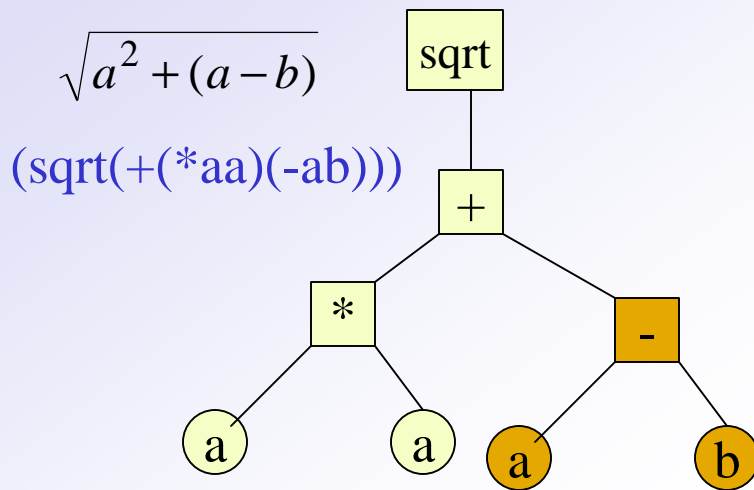 √a² + (a − b)
sqrt
(sqrt(+(*aa)(-ab)))
+
*
-
a
a
a
b